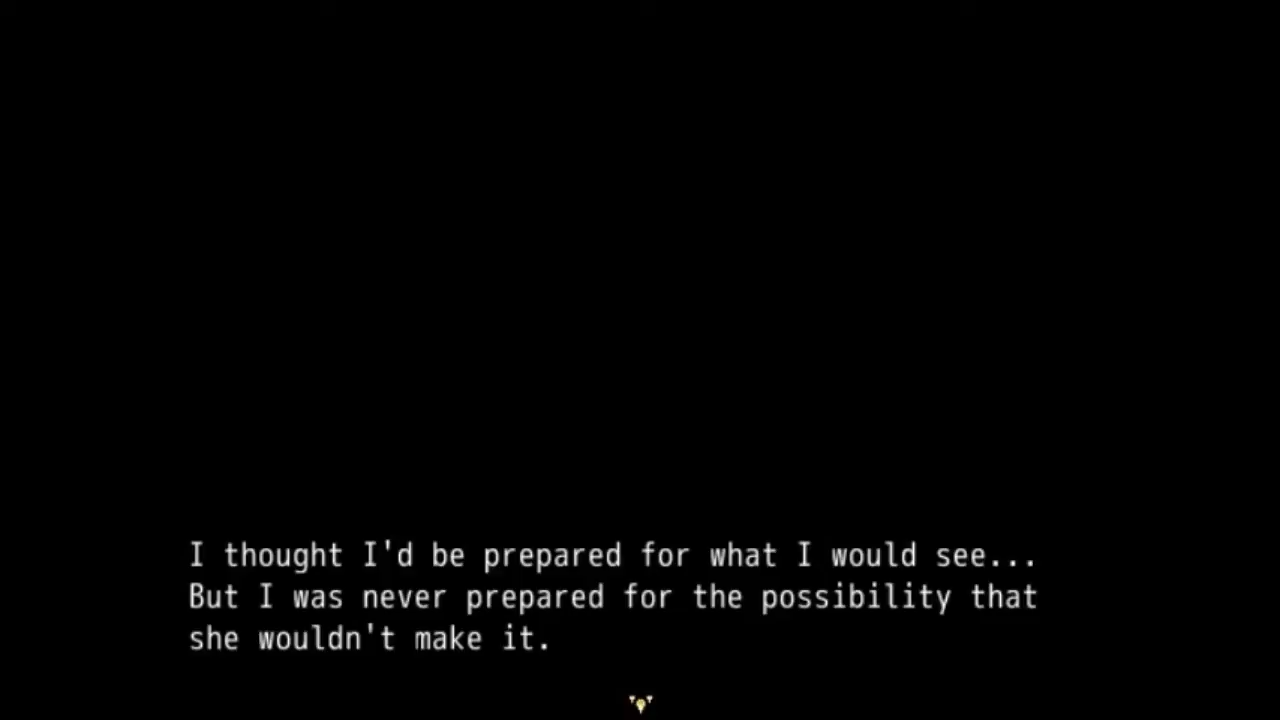 I thought I'd be prepared for what I would see...
But I was never prepared for the possibility that
she wouldn't make it.